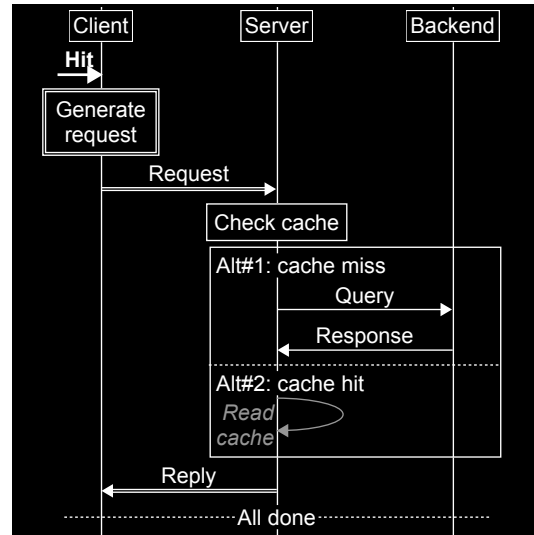 Client Server Backend
Hit
Generate
request
Request
Check cache
Alt#1: cache miss
Query
Response
Alt#2: cache hit
Read
cache
Reply
All done